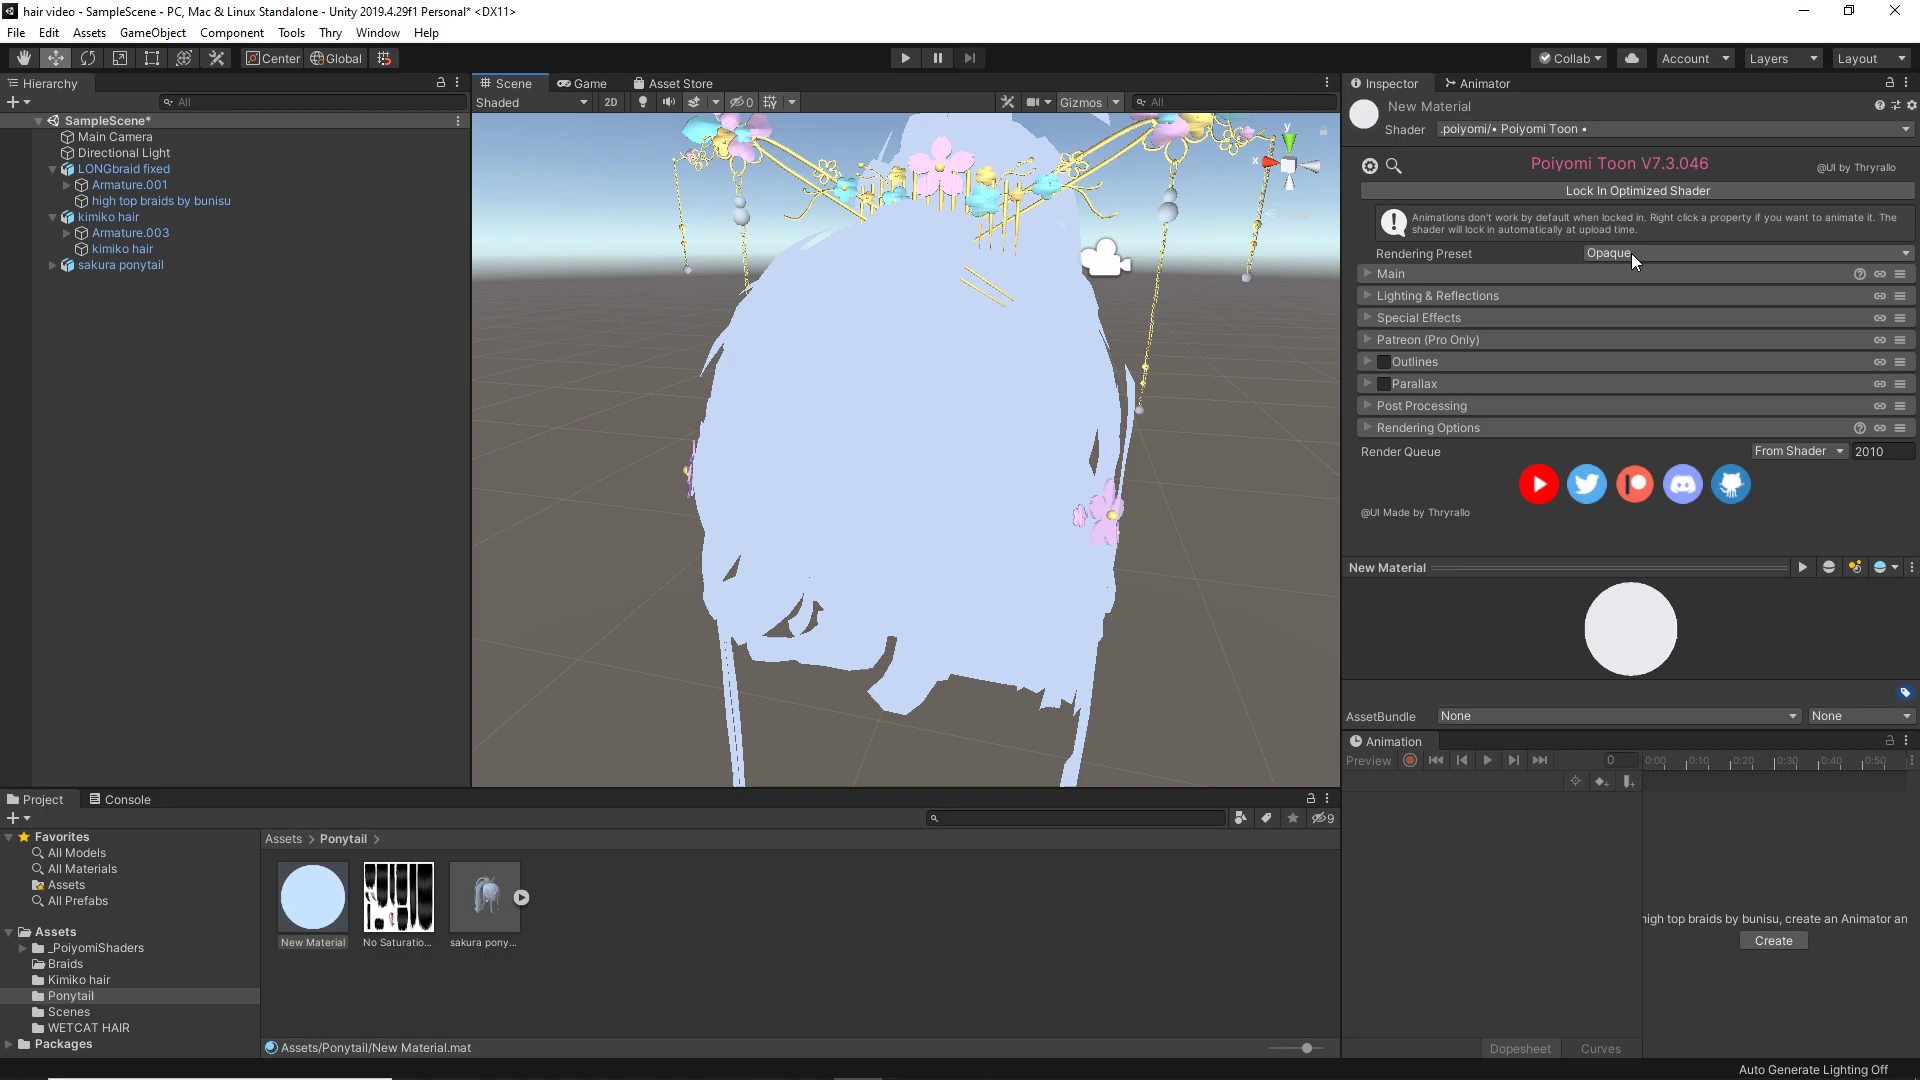 hair video - SampleScene - PC, Mac & Linux Standalone - Unity 2019.4.29f1 Personal* <DX11>
File Edit Assets GameObject Component Tools Thry Window Help
Center Global Collab Account Layers Layout
Hierarchy
All
SampleScene*
Main Camera
Directional Light
LONGbraid fixed
Armature.001
high top braids by bunisu
kimiko hair
Armature.003
kimiko hair
sakura ponytail
Scene Game Asset Store
Shaded 2D 0 Gizmos All
y
x
Persp
Inspector Animator
New Material
Shader .poiyomi/• Poiyomi Toon •
Poiyomi Toon V7.3.046 @UI by Thryrallo
Lock In Optimized Shader
Animations don't work by default when locked in. Right click a property if you want to animate it. The
shader will lock in automatically at upload time.
Rendering Preset Opaque
Main
Lighting & Reflections
Special Effects
Patreon (Pro Only)
Outlines
Parallax
Post Processing
Rendering Options
Render Queue From Shader 2010
@UI Made by Thryrallo
New Material
AssetBundle None None
Animation
Preview 0 0:00 0:10 0:20 0:30 0:40 0:50
high top braids by bunisu, create an Animator an
Create
Dopesheet Curves
Project Console
9
Favorites
All Models
All Materials
Assets
All Prefabs
Assets
_PoiyomiShaders
Braids
Kimiko hair
Ponytail
Scenes
WETCAT HAIR
Packages
Assets > Ponytail >
New Material No Saturatio... sakura pony...
Assets/Ponytail/New Material.mat
Auto Generate Lighting Off